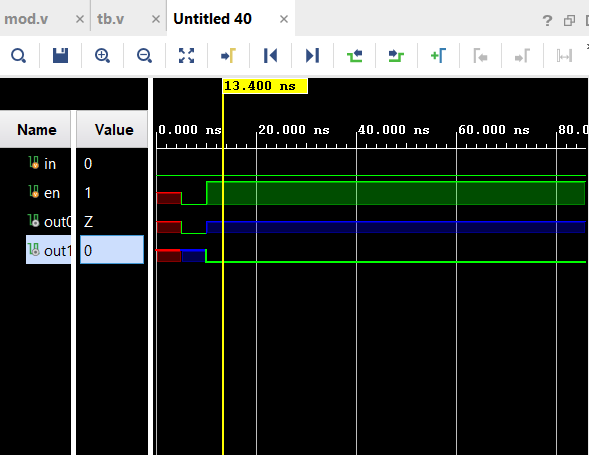 mod.v × tb.v × Untitled 40 × ?
13.400 ns
Name Value 0.000 ns 20.000 ns 40.000 ns 60.000 ns 80.0
in 0
en 1
out0 Z
out1 0